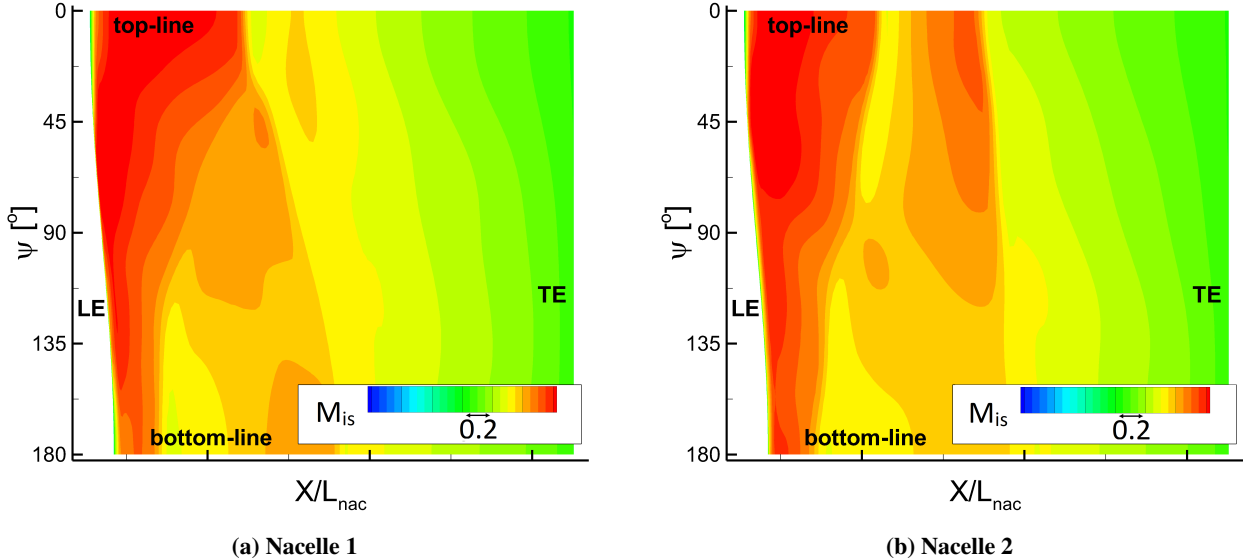 0
45
90
135
180
ψ [o]
top-line
LE
TE
bottom-line
Mis
0.2
X/Lnac
(a) Nacelle 1
0
45
90
135
180
ψ [o]
top-line
LE
TE
bottom-line
Mis
0.2
X/Lnac
(b) Nacelle 2